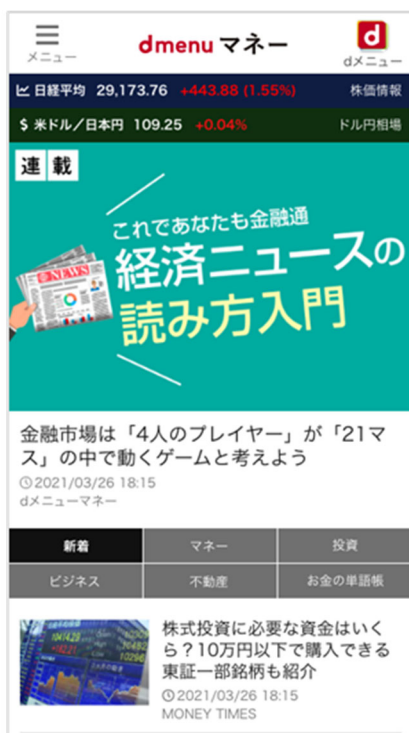 メニュー
dmenu マネー
d
dメニュー
日経平均 29,173.76 +443.88 (1.55%) 株価情報
$ 米ドル／日本円 109.25 +0.04% ドル円相場
連載
これであなたも金融通
経済ニュースの
読み方入門
NEWS
金融市場は「4人のプレイヤー」が「21マ
ス」の中で動くゲームと考えよう
2021/03/26 18:15
dメニューマネー
新着 マネー 投資
ビジネス 不動産 お金の単語帳
株式投資に必要な資金はいく
ら？10万円以下で購入できる
東証一部銘柄も紹介
2021/03/26 18:15
MONEY TIMES